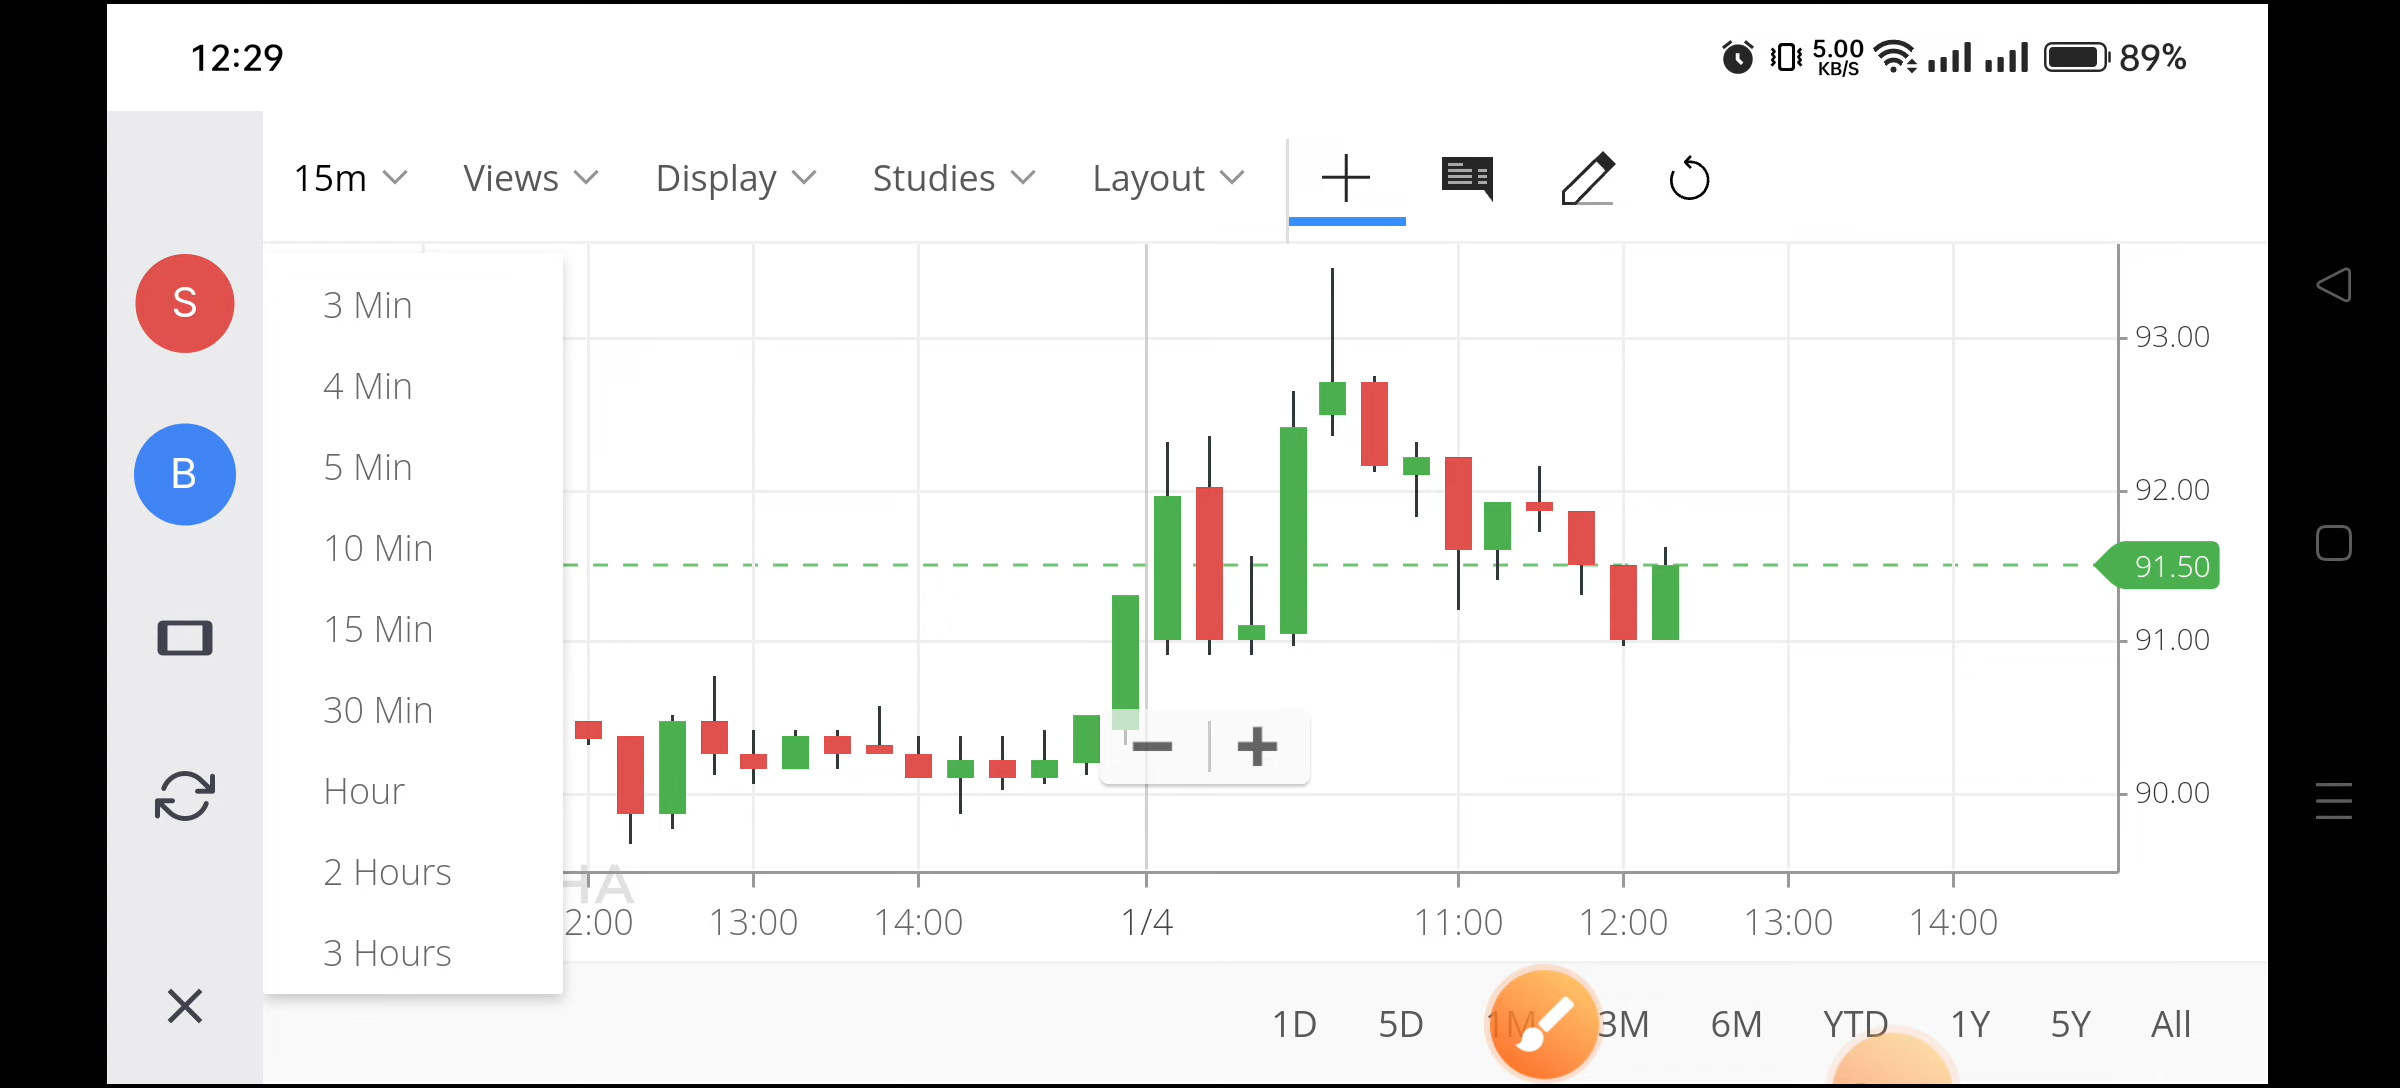 12:29
5.00
KB/S
89%
15m Views Display Studies Layout
S
B
3 Min
4 Min
5 Min
10 Min
15 Min
30 Min
Hour
2 Hours
3 Hours
93.00
92.00
91.50
91.00
90.00
HA
2:00 13:00 14:00 1/4 11:00 12:00 13:00 14:00
1D 5D 1M 3M 6M YTD 1Y 5Y All